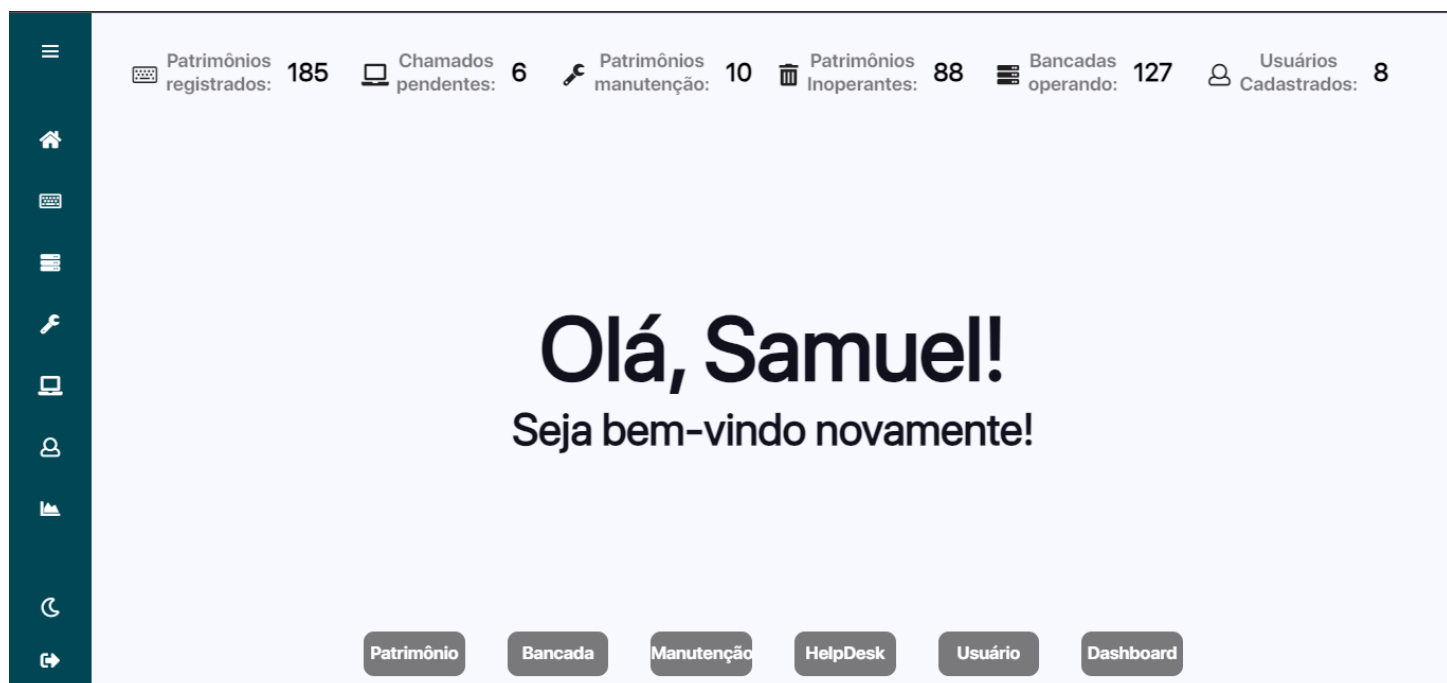 Patrimônios
registrados: 185
Chamados
pendentes: 6
Patrimônios
manutenção: 10
Patrimônios
Inoperantes: 88
Bancadas
operando: 127
Usuários
Cadastrados: 8
Olá, Samuel!
Seja bem-vindo novamente!
Patrimônio
Bancada
Manutenção
HelpDesk
Usuário
Dashboard